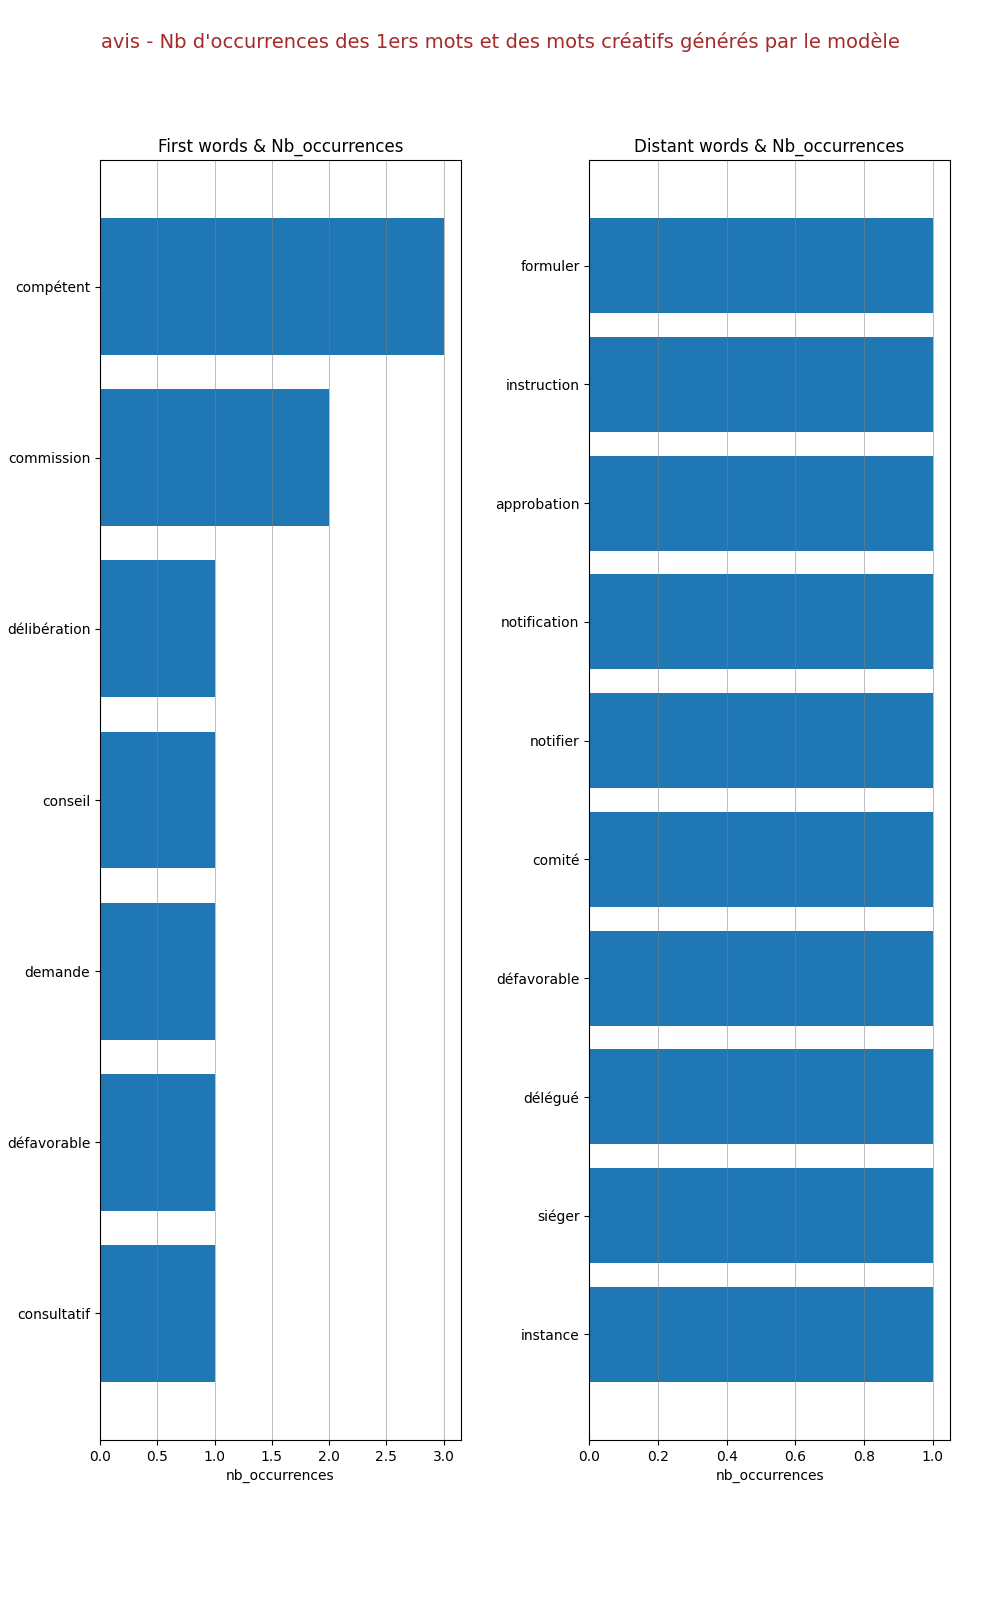 avis - Nb d'occurrences des 1ers mots et des mots créatifs générés par le modèle
First words & Nb_occurrences
compétent
commission
délibération
conseil
demande
défavorable
consultatif
0.0 0.5 1.0 1.5 2.0 2.5 3.0
nb_occurrences
Distant words & Nb_occurrences
formuler
instruction
approbation
notification
notifier
comité
défavorable
délégué
siéger
instance
0.0 0.2 0.4 0.6 0.8 1.0
nb_occurrences